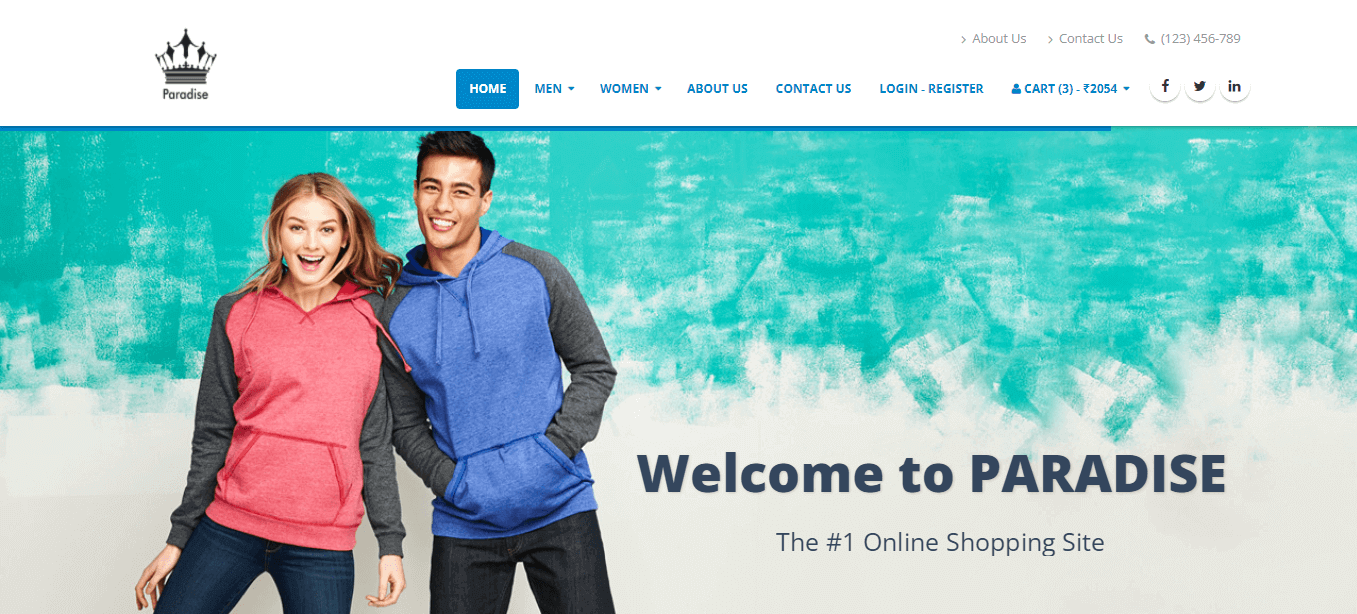 Paradise
About Us Contact Us (123) 456-789
HOME MEN WOMEN ABOUT US CONTACT US LOGIN - REGISTER CART (3) - ₹2054
Welcome to PARADISE
The #1 Online Shopping Site